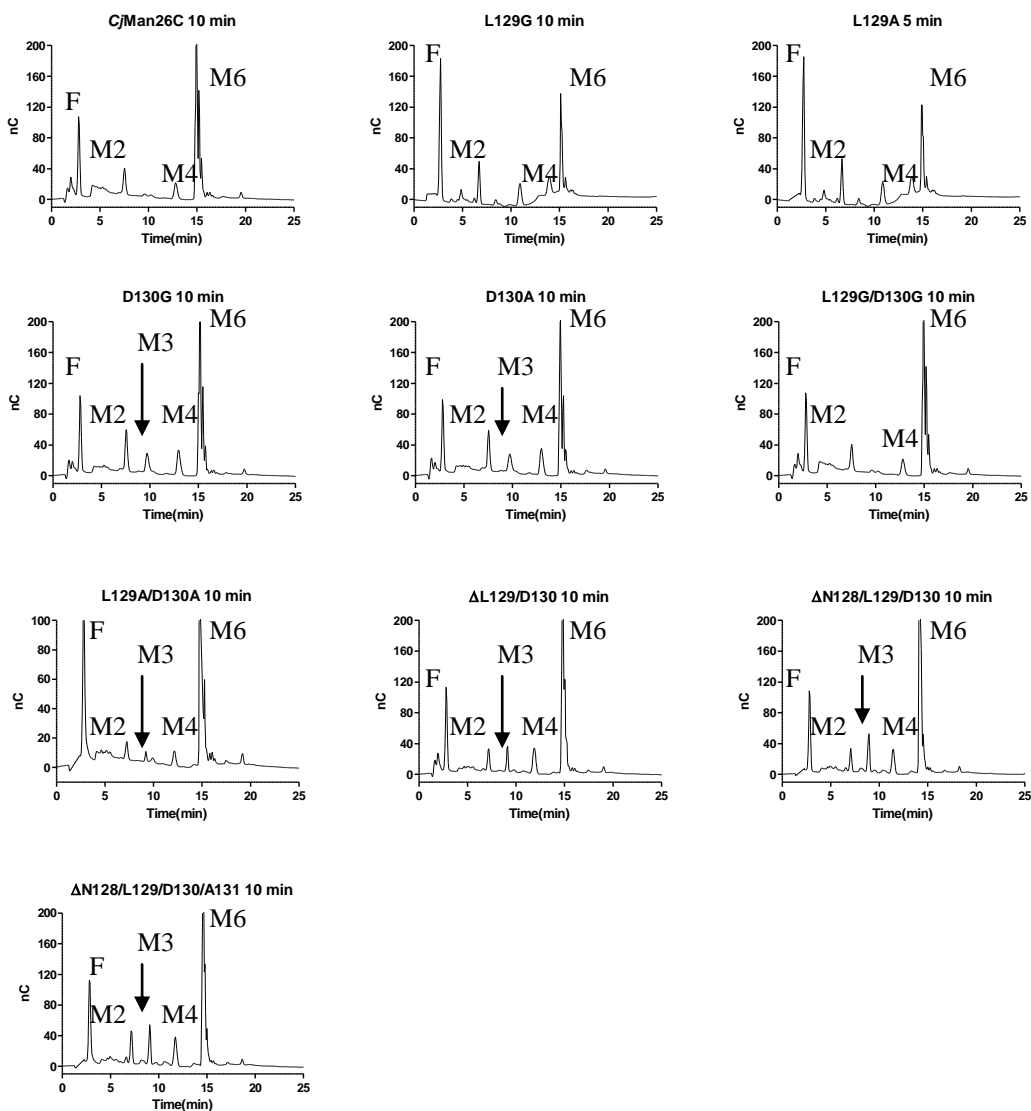 CjMan26C 10 min
200
160
120
80
40
0
nC
F
M2
M4
M6
0 5 10 15 20 25
Time(min)
L129G 10 min
200
160
120
80
40
0
nC
F
M2
M4
M6
0 5 10 15 20 25
Time(min)
L129A 5 min
200
160
120
80
40
0
nC
F
M2
M4
M6
0 5 10 15 20 25
Time(min)
D130G 10 min
200
160
120
80
40
0
nC
F
M2
M3
M4
M6
0 5 10 15 20 25
Time(min)
D130A 10 min
200
160
120
80
40
0
nC
F
M2
M3
M4
M6
0 5 10 15 20 25
Time(min)
L129G/D130G 10 min
200
160
120
80
40
0
nC
F
M2
M4
M6
0 5 10 15 20 25
Time(min)
L129A/D130A 10 min
100
80
60
40
20
0
nC
F
M2
M3
M4
M6
0 5 10 15 20 25
Time(min)
ΔL129/D130 10 min
200
160
120
80
40
0
nC
F
M2
M3
M4
M6
0 5 10 15 20 25
Time(min)
ΔN128/L129/D130 10 min
200
160
120
80
40
0
nC
F
M2
M3
M4
M6
0 5 10 15 20 25
Time(min)
ΔN128/L129/D130/A131 10 min
200
160
120
80
40
0
nC
F
M2
M3
M4
M6
0 5 10 15 20 25
Time(min)